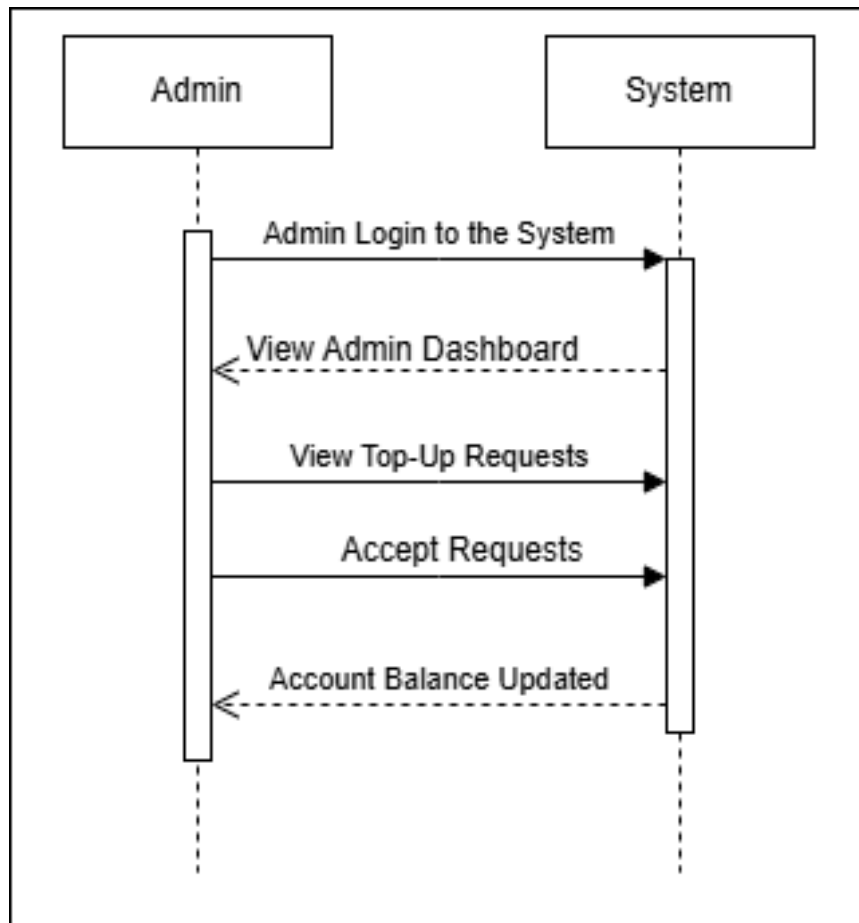 Admin
System
Admin Login to the System
View Admin Dashboard
View Top-Up Requests
Accept Requests
Account Balance Updated